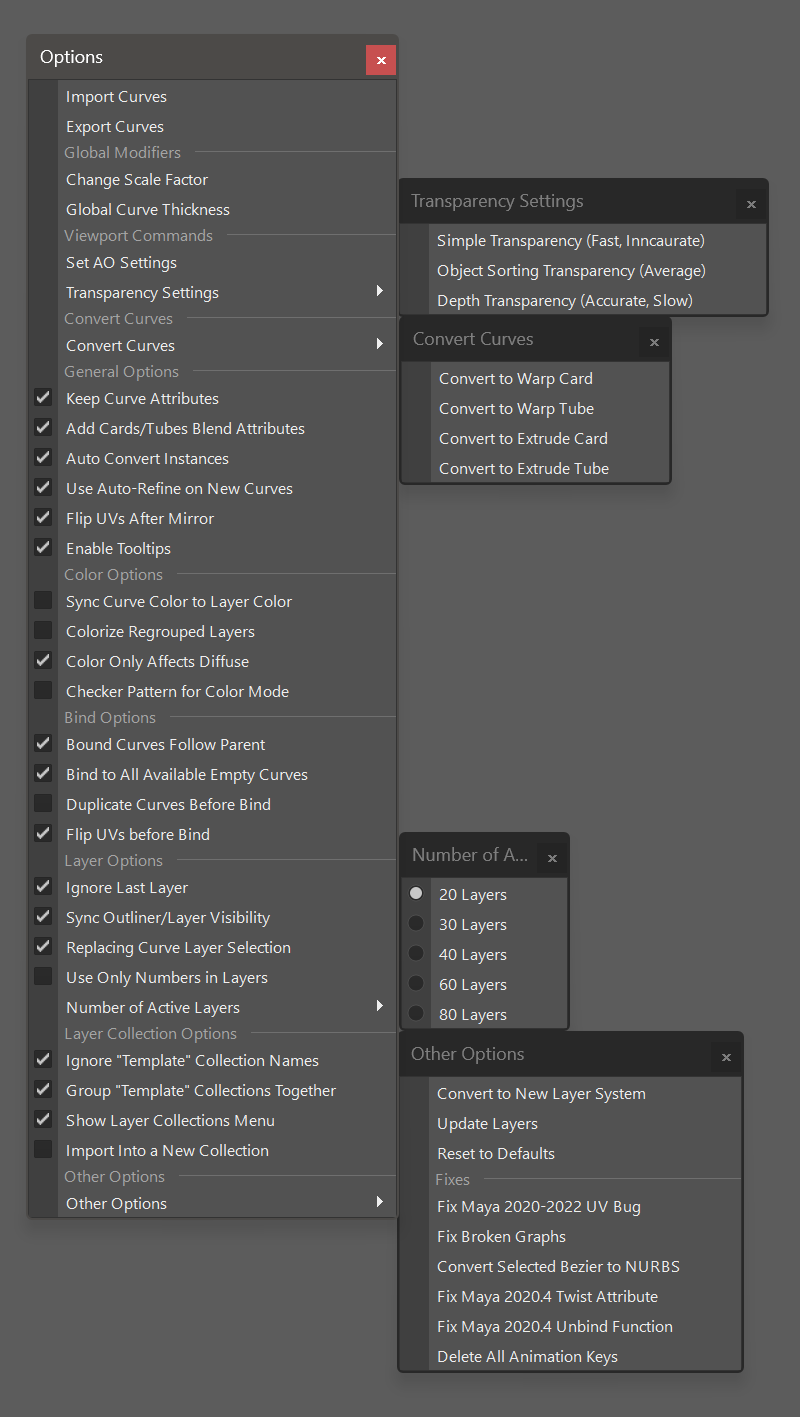 Options
x
Import Curves
Export Curves
Global Modifiers
Change Scale Factor
Global Curve Thickness
Viewport Commands
Set AO Settings
Transparency Settings
Convert Curves
Convert Curves
General Options
Keep Curve Attributes
Add Cards/Tubes Blend Attributes
Auto Convert Instances
Use Auto-Refine on New Curves
Flip UVs After Mirror
Enable Tooltips
Color Options
Sync Curve Color to Layer Color
Colorize Regrouped Layers
Color Only Affects Diffuse
Checker Pattern for Color Mode
Bind Options
Bound Curves Follow Parent
Bind to All Available Empty Curves
Duplicate Curves Before Bind
Flip UVs before Bind
Layer Options
Ignore Last Layer
Sync Outliner/Layer Visibility
Replacing Curve Layer Selection
Use Only Numbers in Layers
Number of Active Layers
Layer Collection Options
Ignore "Template" Collection Names
Group "Template" Collections Together
Show Layer Collections Menu
Import Into a New Collection
Other Options
Other Options
Transparency Settings
x
Simple Transparency (Fast, Inncaurate)
Object Sorting Transparency (Average)
Depth Transparency (Accurate, Slow)
Convert Curves
x
Convert to Warp Card
Convert to Warp Tube
Convert to Extrude Card
Convert to Extrude Tube
Number of A...
x
20 Layers
30 Layers
40 Layers
60 Layers
80 Layers
Other Options
x
Convert to New Layer System
Update Layers
Reset to Defaults
Fixes
Fix Maya 2020-2022 UV Bug
Fix Broken Graphs
Convert Selected Bezier to NURBS
Fix Maya 2020.4 Twist Attribute
Fix Maya 2020.4 Unbind Function
Delete All Animation Keys